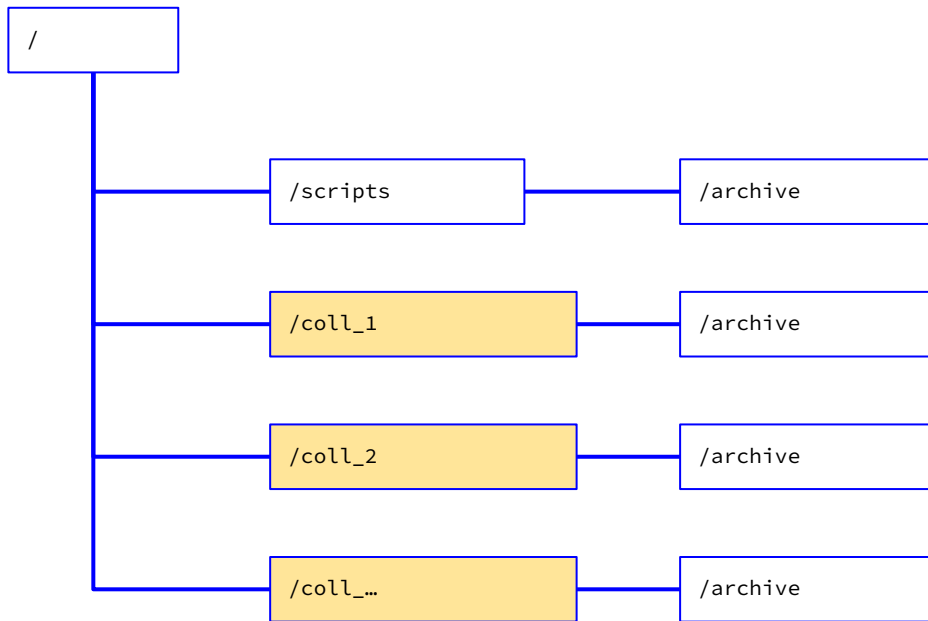 /
/scripts
/archive
/coll_1
/archive
/coll_2
/archive
/coll_…
/archive